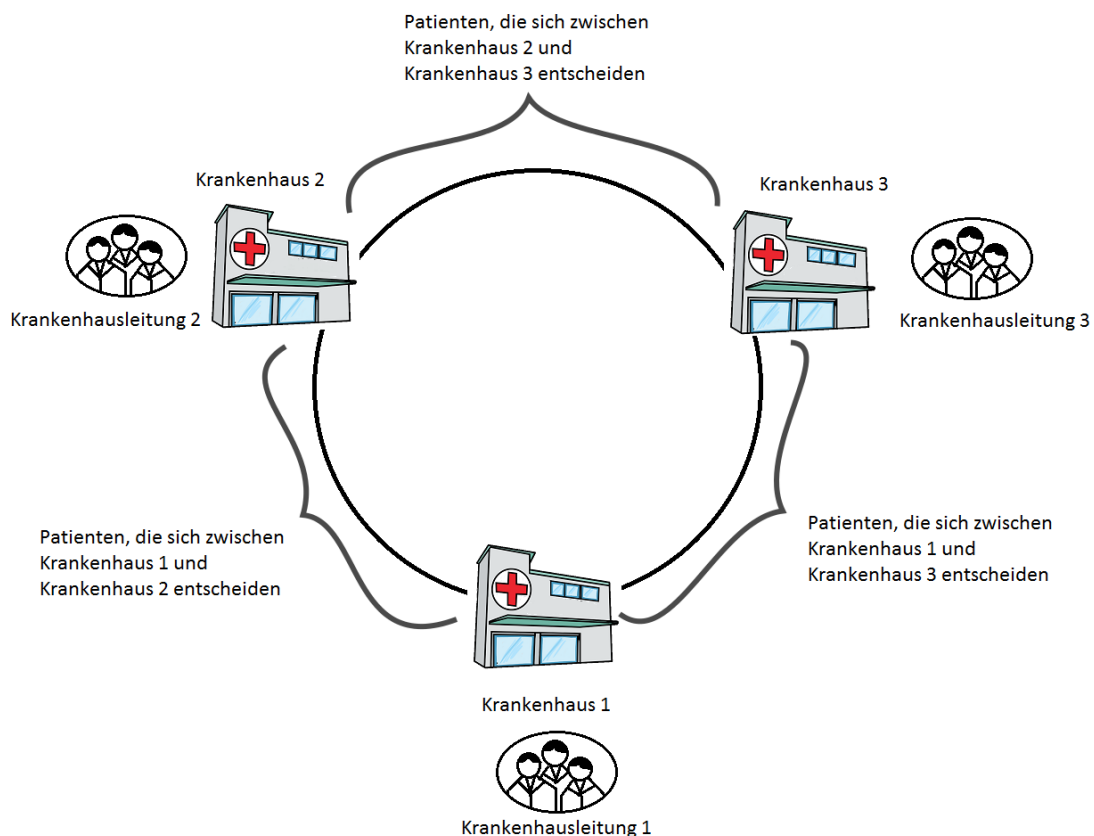 Patienten, die sich zwischen
Krankenhaus 2 und
Krankenhaus 3 entscheiden
Krankenhaus 2
Krankenhaus 3
Krankenhausleitung 2
Krankenhausleitung 3
Patienten, die sich zwischen
Krankenhaus 1 und
Krankenhaus 2 entscheiden
Patienten, die sich zwischen
Krankenhaus 1 und
Krankenhaus 3 entscheiden
Krankenhaus 1
Krankenhausleitung 1